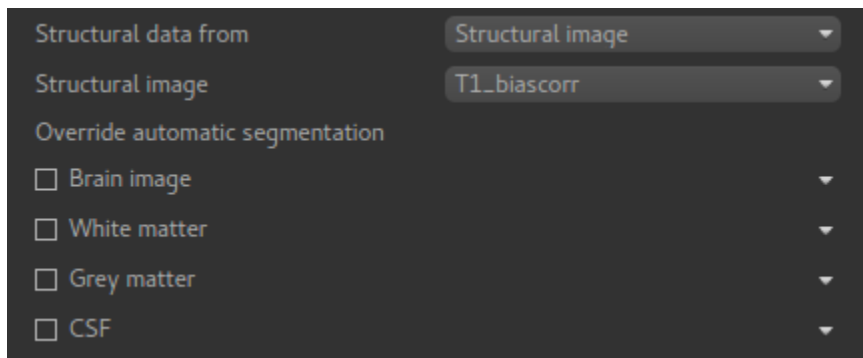 Structural data from Structural image
Structural image T1_biascorr
Override automatic segmentation
Brain image
White matter
Grey matter
CSF